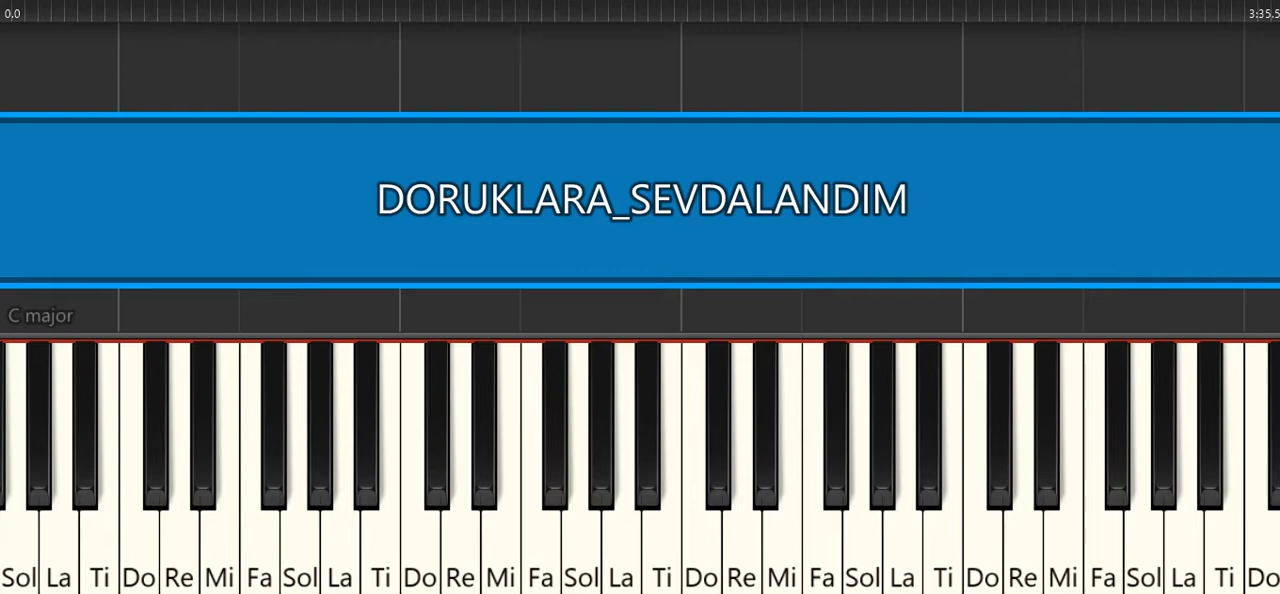 0,0 3:35.5
DORUKLARA_SEVDALANDIM
C major
Sol La Ti Do Re Mi Fa Sol La Ti Do Re Mi Fa Sol La Ti Do Re Mi Fa Sol La Ti Do Re Mi Fa Sol La Ti Do